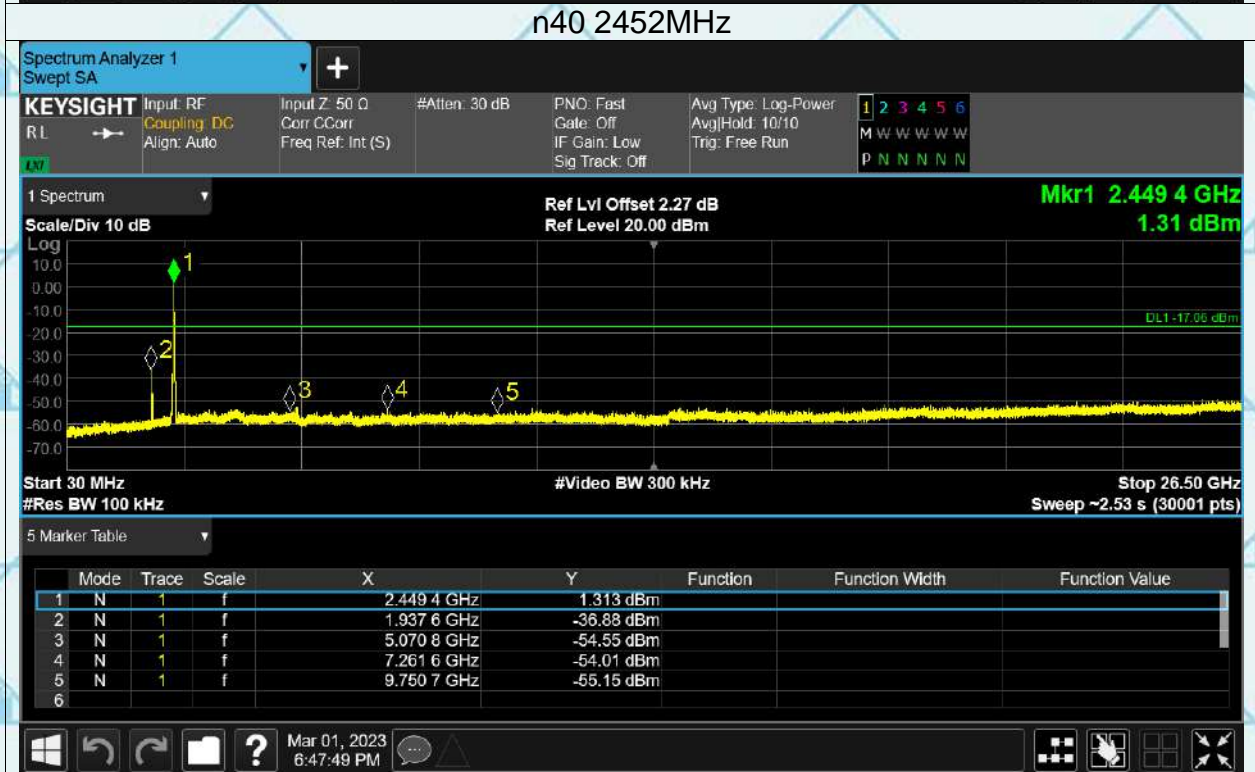 n40 2452MHz
Spectrum Analyzer 1
Swept SA
+
KEYSIGHT
RL
LXI
Input: RF
Coupling: DC
Align: Auto
Input Z: 50 Ω
Corr CCorr
Freq Ref: Int (S)
#Atten: 30 dB
PNO: Fast
Gate: Off
IF Gain: Low
Sig Track: Off
Avg Type: Log-Power
Avg|Hold: 10/10
Trig: Free Run
1 2 3 4 5 6
M W W W W W
P N N N N N
1 Spectrum
Scale/Div 10 dB
Ref Lvl Offset 2.27 dB
Ref Level 20.00 dBm
Mkr1 2.449 4 GHz
1.31 dBm
Log
10.0
0.00
-10.0
-20.0
-30.0
-40.0
-50.0
-60.0
-70.0
1
2
3
4
5
DL1 -17.06 dBm
Start 30 MHz
#Video BW 300 kHz
Stop 26.50 GHz
#Res BW 100 kHz
Sweep ~2.53 s (30001 pts)
5 Marker Table
Mode Trace Scale X Y Function Function Width Function Value
1 N 1 f 2.449 4 GHz 1.313 dBm
2 N 1 f 1.937 6 GHz -36.88 dBm
3 N 1 f 5.070 8 GHz -54.55 dBm
4 N 1 f 7.261 6 GHz -54.01 dBm
5 N 1 f 9.750 7 GHz -55.15 dBm
6
?
Mar 01, 2023
6:47:49 PM